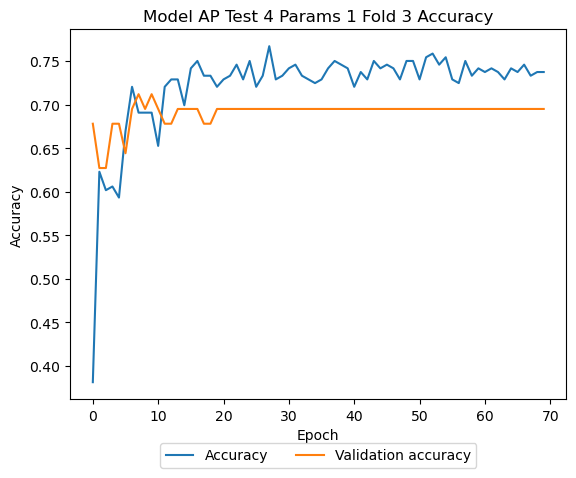 Model AP Test 4 Params 1 Fold 3 Accuracy
0.75
0.70
0.65
0.60
0.55
0.50
0.45
0.40
Accuracy
0 10 20 30 40 50 60 70
Epoch
Accuracy Validation accuracy